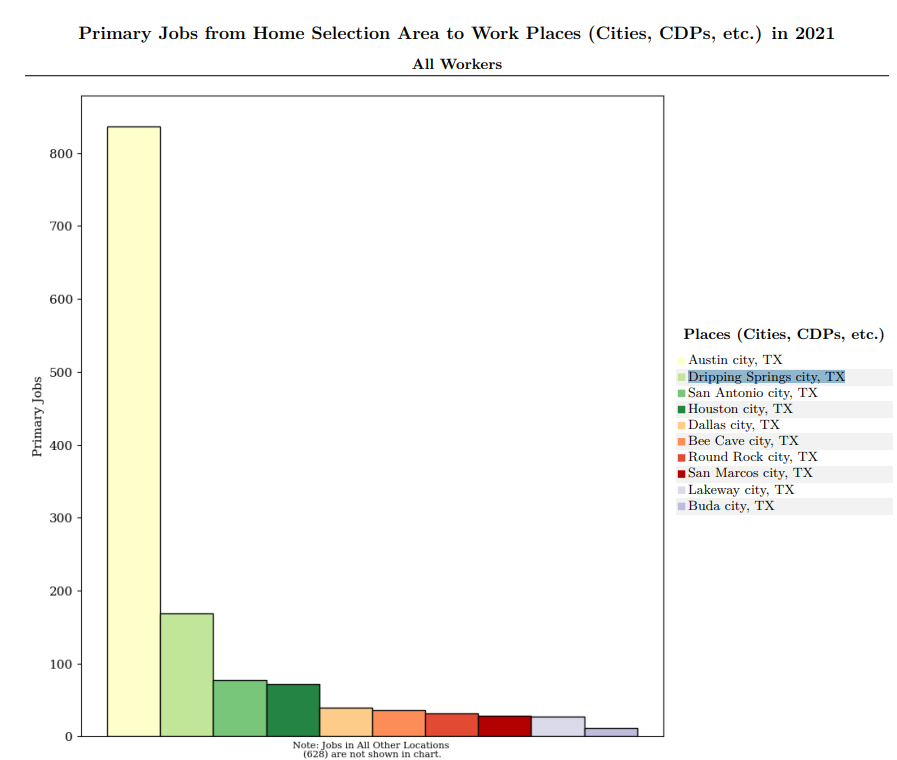 Primary Jobs from Home Selection Area to Work Places (Cities, CDPs, etc.) in 2021
All Workers
800
700
600
500
400
300
200
100
0
Primary Jobs
Note: Jobs in All Other Locations
(628) are not shown in chart.
Places (Cities, CDPs, etc.)
Austin city, TX
Dripping Springs city, TX
San Antonio city, TX
Houston city, TX
Dallas city, TX
Bee Cave city, TX
Round Rock city, TX
San Marcos city, TX
Lakeway city, TX
Buda city, TX